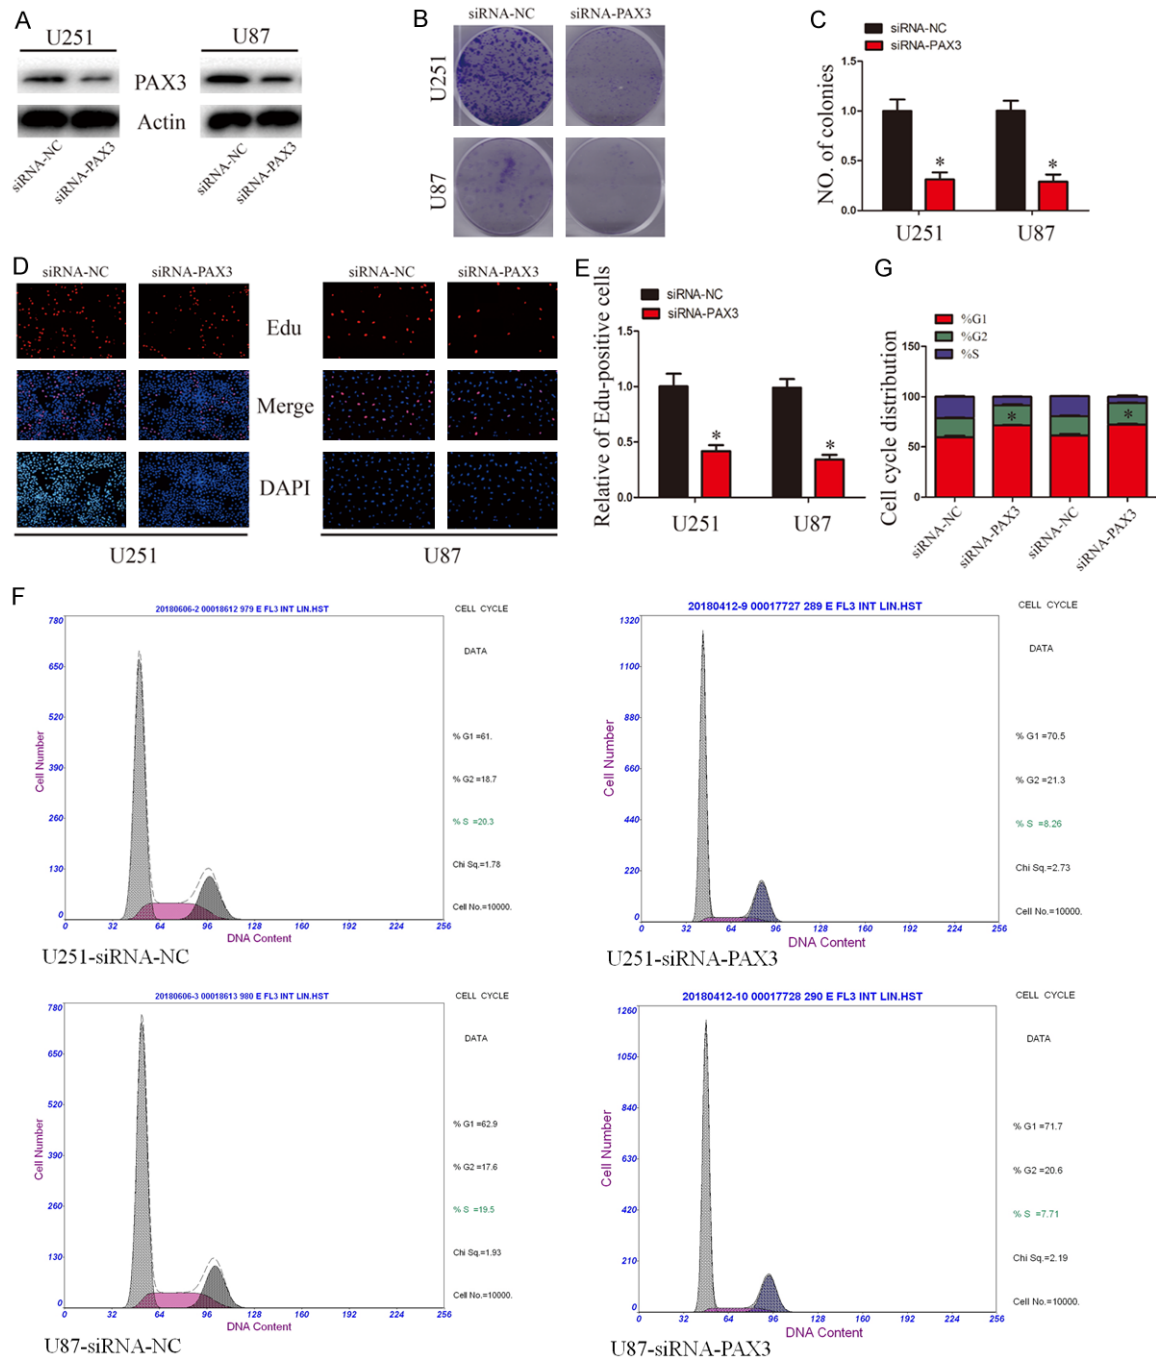 A
U251
U87
PAX3
Actin
siRNA-NC
siRNA-PAX3
siRNA-NC
siRNA-PAX3
B
siRNA-NC
siRNA-PAX3
U251
U87
C
siRNA-NC
siRNA-PAX3
NO. of colonies
1.5
1.0
0.5
0.0
*
*
U251
U87
D
siRNA-NC
siRNA-PAX3
siRNA-NC
siRNA-PAX3
Edu
Merge
DAPI
U251
U87
E
siRNA-NC
siRNA-PAX3
Relative of Edu-positive cells
1.5
1.0
0.5
0.0
*
*
U251
U87
G
%G1
%G2
%S
Cell cycle distribution
150
100
50
0
*
*
siRNA-NC
siRNA-PAX3
siRNA-NC
siRNA-PAX3
F
20180606-2 00018612 979 E FL3 INT LIN.HST
CELL CYCLE
DATA
% G1 =61.
% G2 =18.7
% S =20.3
Chi Sq.=1.78
Cell No.=10000.
Cell Number
780
650
520
390
260
130
0
0 32 64 96 128 160 192 224 256
DNA Content
U251-siRNA-NC
20180412-9 00017727 289 E FL3 INT LIN.HST
CELL CYCLE
DATA
% G1 =70.5
% G2 =21.3
% S =8.26
Chi Sq.=2.73
Cell No.=10000.
Cell Number
1320
1100
880
660
440
220
0
0 32 64 96 128 160 192 224 256
DNA Content
U251-siRNA-PAX3
20180606-3 00018613 980 E FL3 INT LIN.HST
CELL CYCLE
DATA
% G1 =62.9
% G2 =17.6
% S =19.5
Chi Sq.=1.93
Cell No.=10000.
Cell Number
780
650
520
390
260
130
0
0 32 64 96 128 160 192 224 256
DNA Content
U87-siRNA-NC
20180412-10 00017728 290 E FL3 INT LIN.HST
CELL CYCLE
DATA
% G1 =71.7
% G2 =20.6
% S =7.71
Chi Sq.=2.19
Cell No.=10000.
Cell Number
1260
1050
840
630
420
210
0
0 32 64 96 128 160 192 224 256
DNA Content
U87-siRNA-PAX3